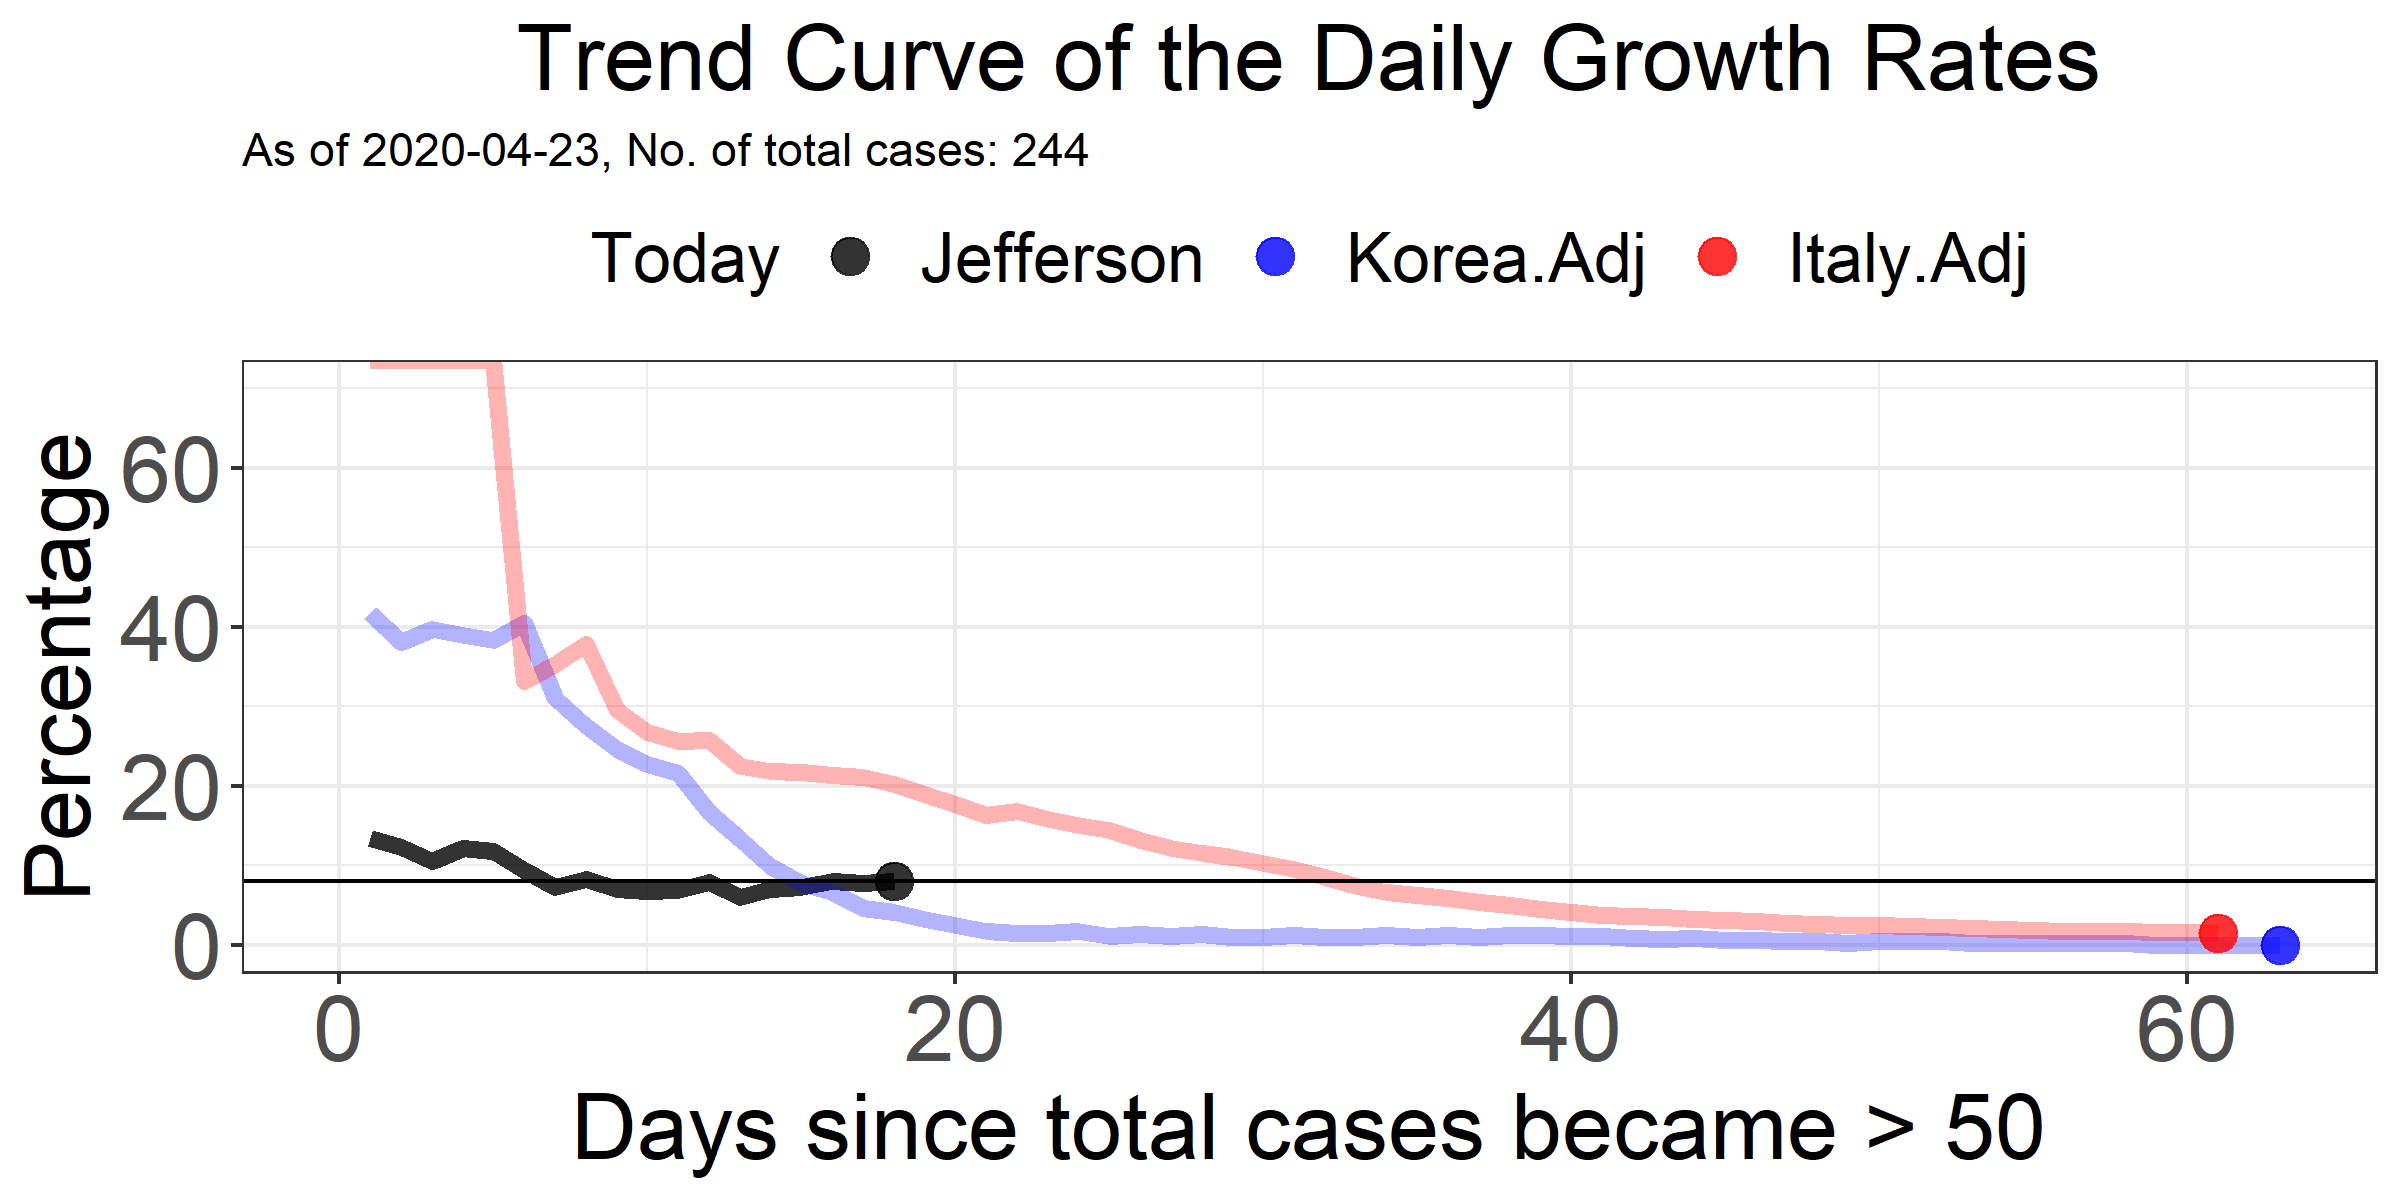 Trend Curve of the Daily Growth Rates
As of 2020-04-23, No. of total cases: 244
Today Jefferson Korea.Adj Italy.Adj
Percentage
60
40
20
0
0 20 40 60
Days since total cases became > 50